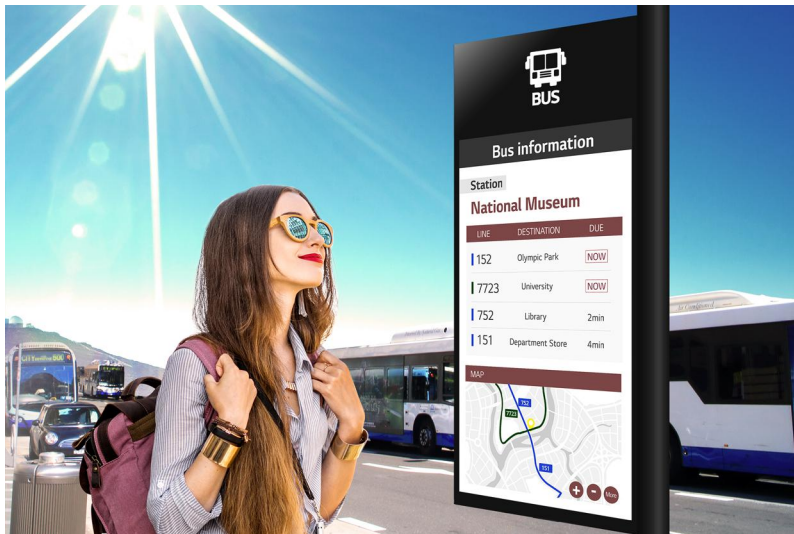 BUS
Bus information
Station
National Museum
LINE DESTINATION DUE
152 Olympic Park NOW
7723 University NOW
752 Library 2min
151 Department Store 4min
MAP
752
7723
151
+ - More